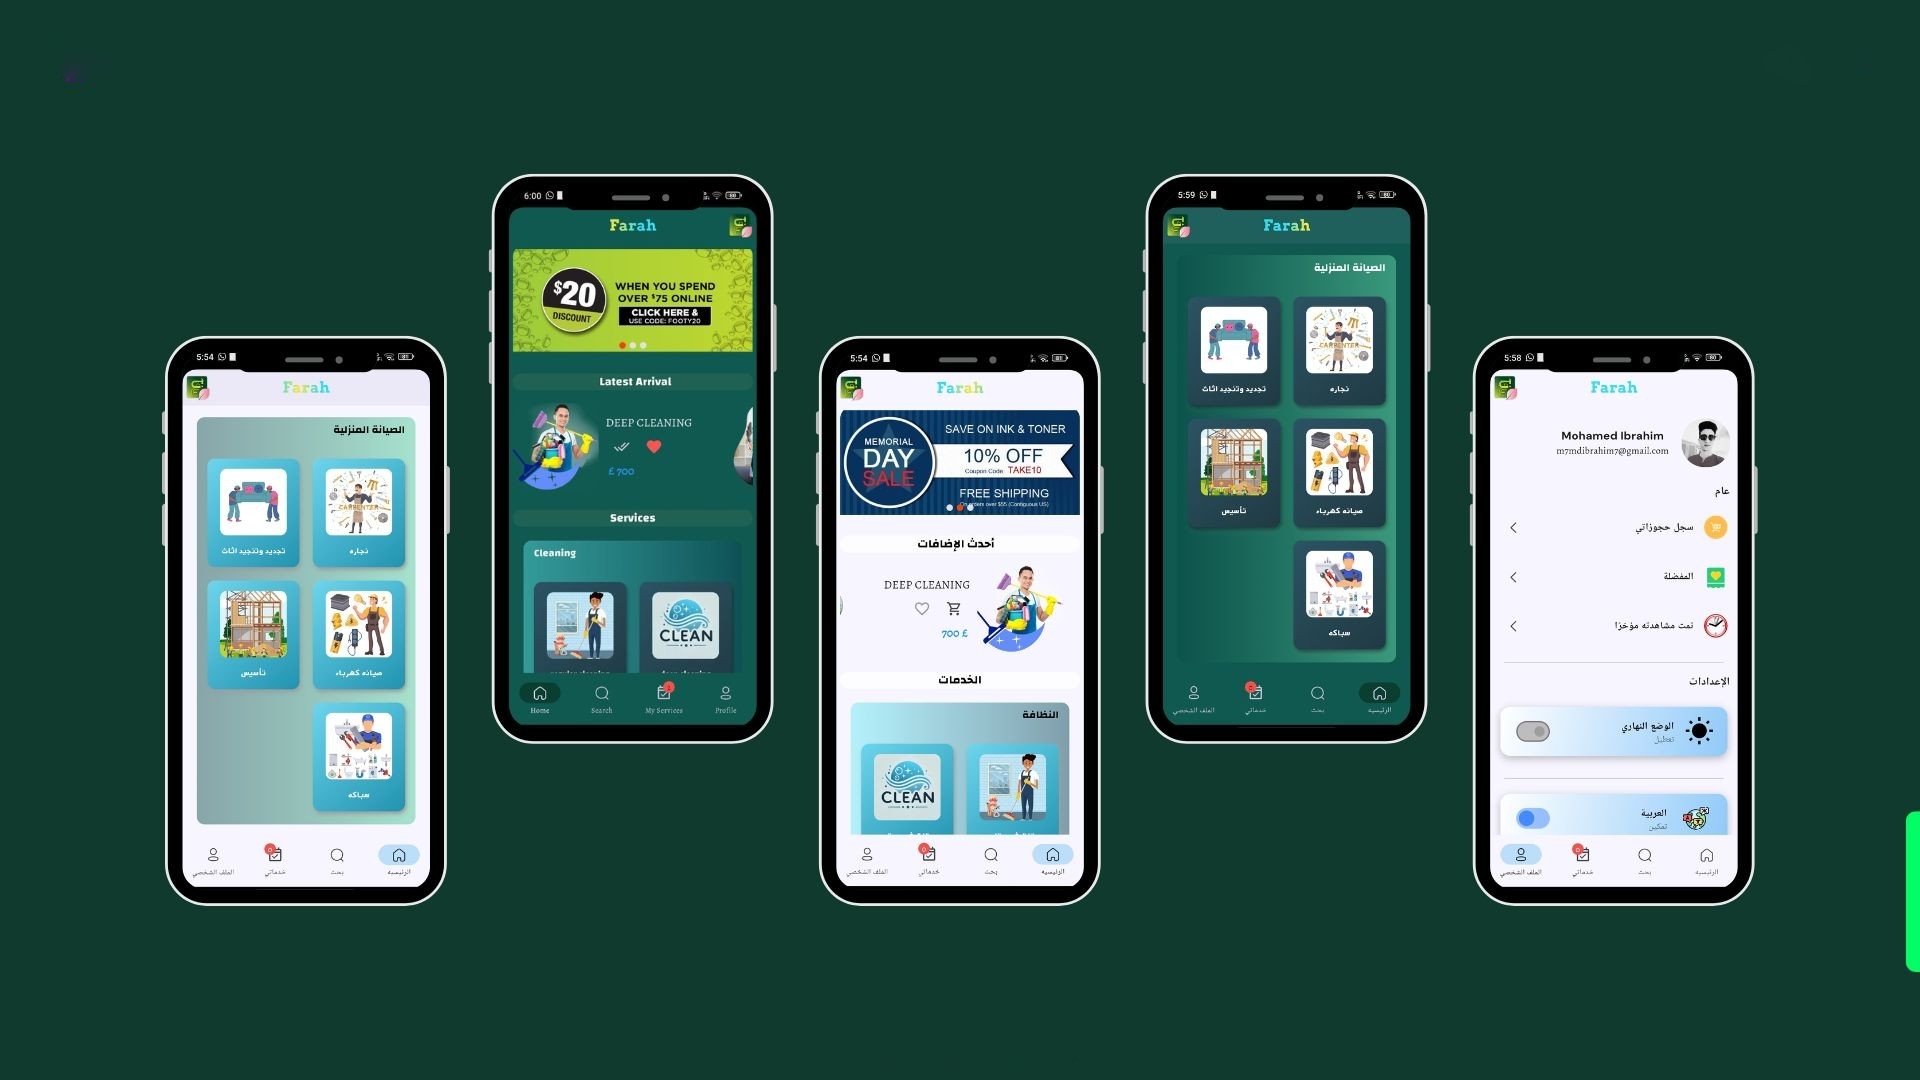 5:54
Farah
الصيانة المنزلية
نجاره
تجديد وتنجيد اثاث
CARPENTER
صيانه كهرباء
تأسيس
سباكه
الرئيسيه
بحث
خدماتي
الملف الشخصي
6:00
Farah
$20
DISCOUNT
WHEN YOU SPEND
OVER $75 ONLINE
CLICK HERE &
USE CODE: FOOTY20
Latest Arrival
DEEP CLEANING
£ 700
Services
Cleaning
CLEAN
Home
Search
My Services
Profile
5:54
Farah
MEMORIAL
DAY
SALE
SAVE ON INK & TONER
10% OFF
Coupon Code: TAKE10
FREE SHIPPING
أحدث الإضافات
DEEP CLEANING
700 £
الخدمات
النظافة
CLEAN
الرئيسيه
بحث
خدماتي
الملف الشخصي
5:59
Farah
الصيانة المنزلية
CARPENTER
نجاره
تجديد وتنجيد اثاث
صيانه كهرباء
تأسيس
سباكه
الرئيسيه
بحث
خدماتي
الملف الشخصي
5:58
Farah
Mohamed Ibrahim
m7mdibrahim7@gmail.com
عام
سجل حجوزاتي
المفضلة
تمت مشاهدته مؤخرًا
الإعدادات
الوضع النهاري
تعطيل
العربية
تمكين
الرئيسيه
بحث
خدماتي
الملف الشخصي